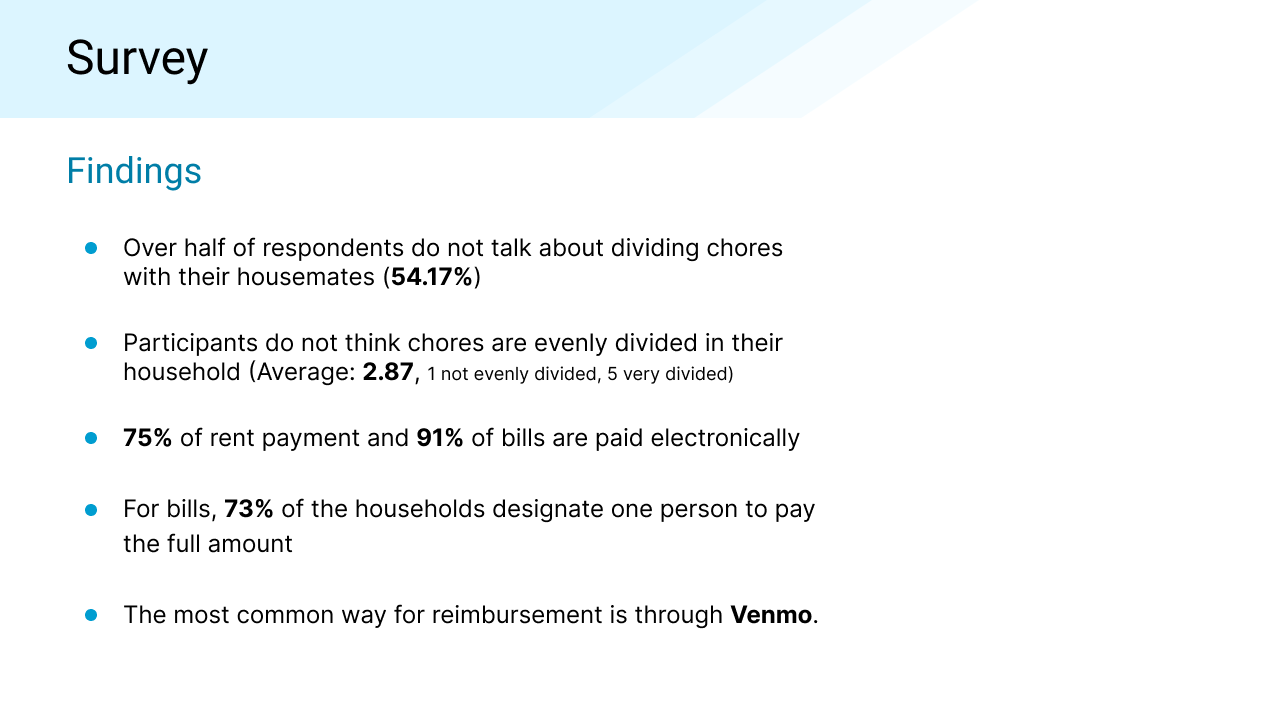 Survey
Findings
Over half of respondents do not talk about dividing chores
with their housemates (54.17%)
Participants do not think chores are evenly divided in their
household (Average: 2.87, 1 not evenly divided, 5 very divided)
75% of rent payment and 91% of bills are paid electronically
For bills, 73% of the households designate one person to pay
the full amount
The most common way for reimbursement is through Venmo.